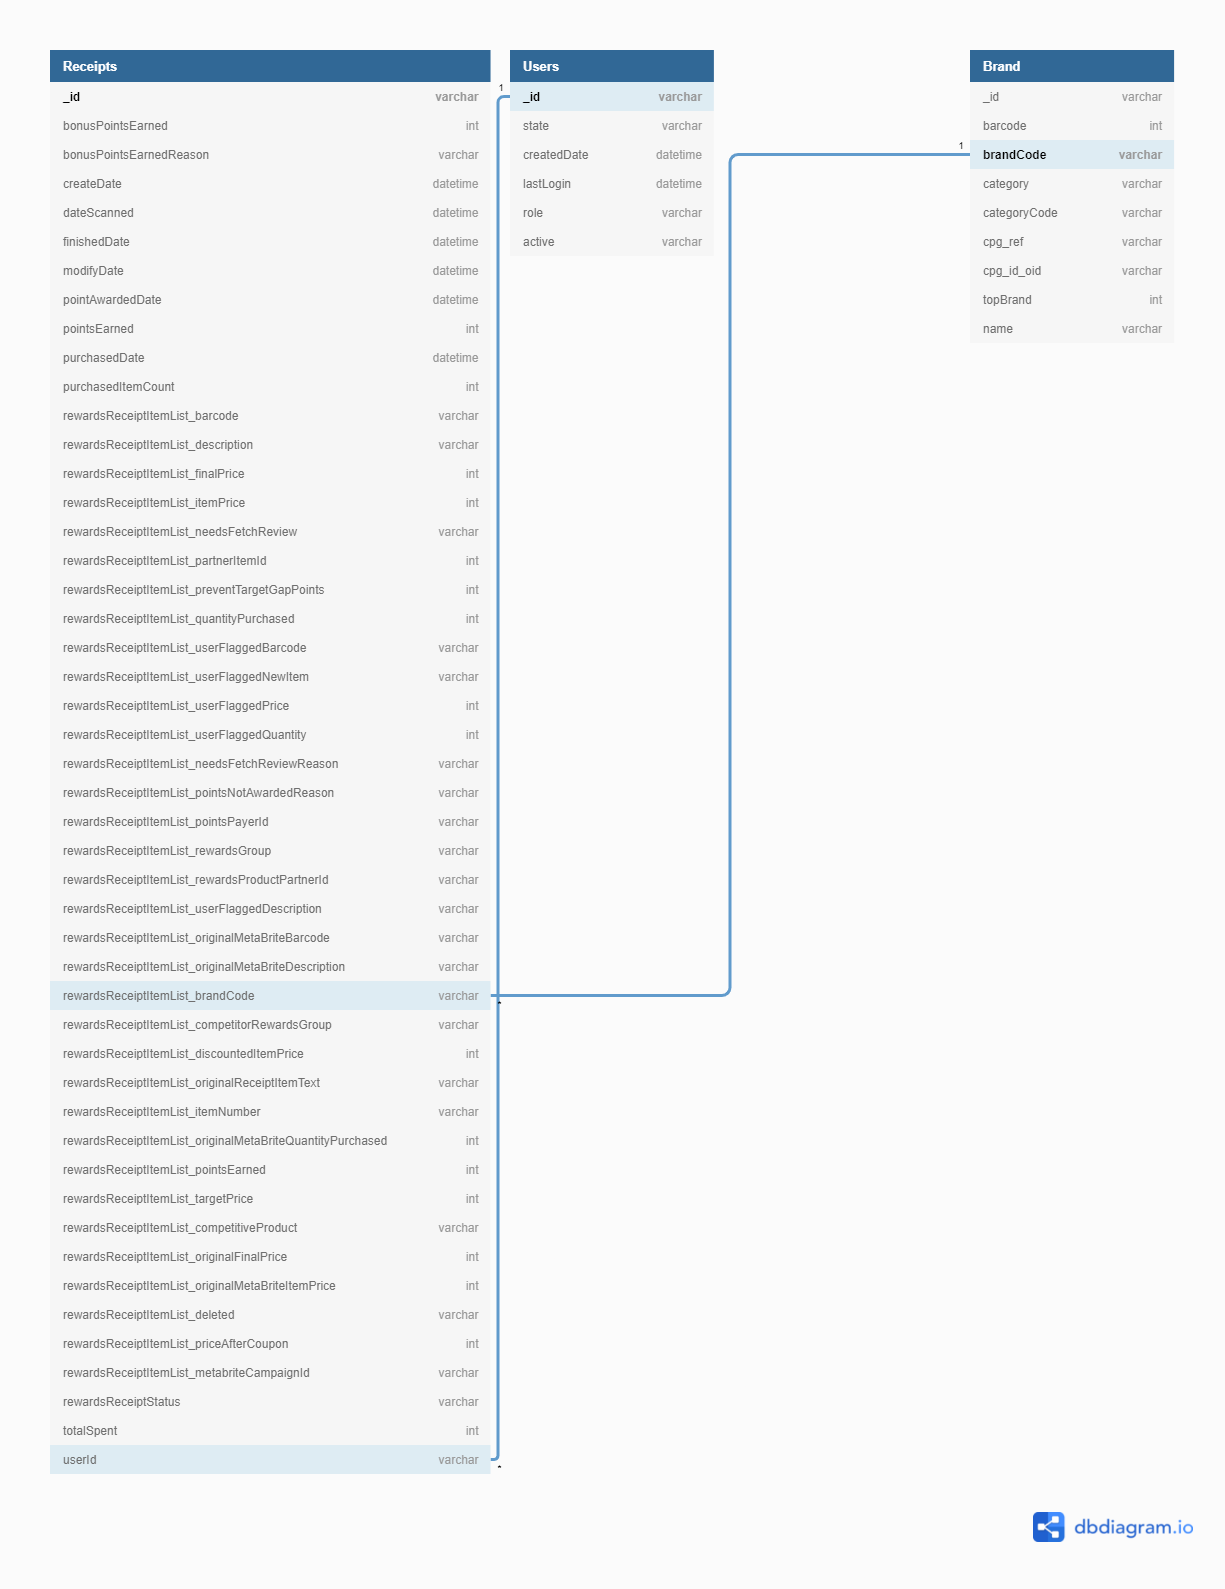 Receipts
_id varchar
bonusPointsEarned int
bonusPointsEarnedReason varchar
createDate datetime
dateScanned datetime
finishedDate datetime
modifyDate datetime
pointAwardedDate datetime
pointsEarned int
purchasedDate datetime
purchasedItemCount int
rewardsReceiptItemList_barcode varchar
rewardsReceiptItemList_description varchar
rewardsReceiptItemList_finalPrice int
rewardsReceiptItemList_itemPrice int
rewardsReceiptItemList_needsFetchReview varchar
rewardsReceiptItemList_partnerItemId int
rewardsReceiptItemList_preventTargetGapPoints int
rewardsReceiptItemList_quantityPurchased int
rewardsReceiptItemList_userFlaggedBarcode varchar
rewardsReceiptItemList_userFlaggedNewItem varchar
rewardsReceiptItemList_userFlaggedPrice int
rewardsReceiptItemList_userFlaggedQuantity int
rewardsReceiptItemList_needsFetchReviewReason varchar
rewardsReceiptItemList_pointsNotAwardedReason varchar
rewardsReceiptItemList_pointsPayerId varchar
rewardsReceiptItemList_rewardsGroup varchar
rewardsReceiptItemList_rewardsProductPartnerId varchar
rewardsReceiptItemList_userFlaggedDescription varchar
rewardsReceiptItemList_originalMetaBriteBarcode varchar
rewardsReceiptItemList_originalMetaBriteDescription varchar
rewardsReceiptItemList_brandCode varchar
*
rewardsReceiptItemList_competitorRewardsGroup varchar
rewardsReceiptItemList_discountedItemPrice int
rewardsReceiptItemList_originalReceiptItemText varchar
rewardsReceiptItemList_itemNumber varchar
rewardsReceiptItemList_originalMetaBriteQuantityPurchased int
rewardsReceiptItemList_pointsEarned int
rewardsReceiptItemList_targetPrice int
rewardsReceiptItemList_competitiveProduct varchar
rewardsReceiptItemList_originalFinalPrice int
rewardsReceiptItemList_originalMetaBriteItemPrice int
rewardsReceiptItemList_deleted varchar
rewardsReceiptItemList_priceAfterCoupon int
rewardsReceiptItemList_metabriteCampaignId varchar
rewardsReceiptStatus varchar
totalSpent int
userId varchar
*
Users
1
_id varchar
state varchar
createdDate datetime
lastLogin datetime
role varchar
active varchar
Brand
_id varchar
barcode int
1
brandCode varchar
category varchar
categoryCode varchar
cpg_ref varchar
cpg_id_oid varchar
topBrand int
name varchar
dbdiagram.io